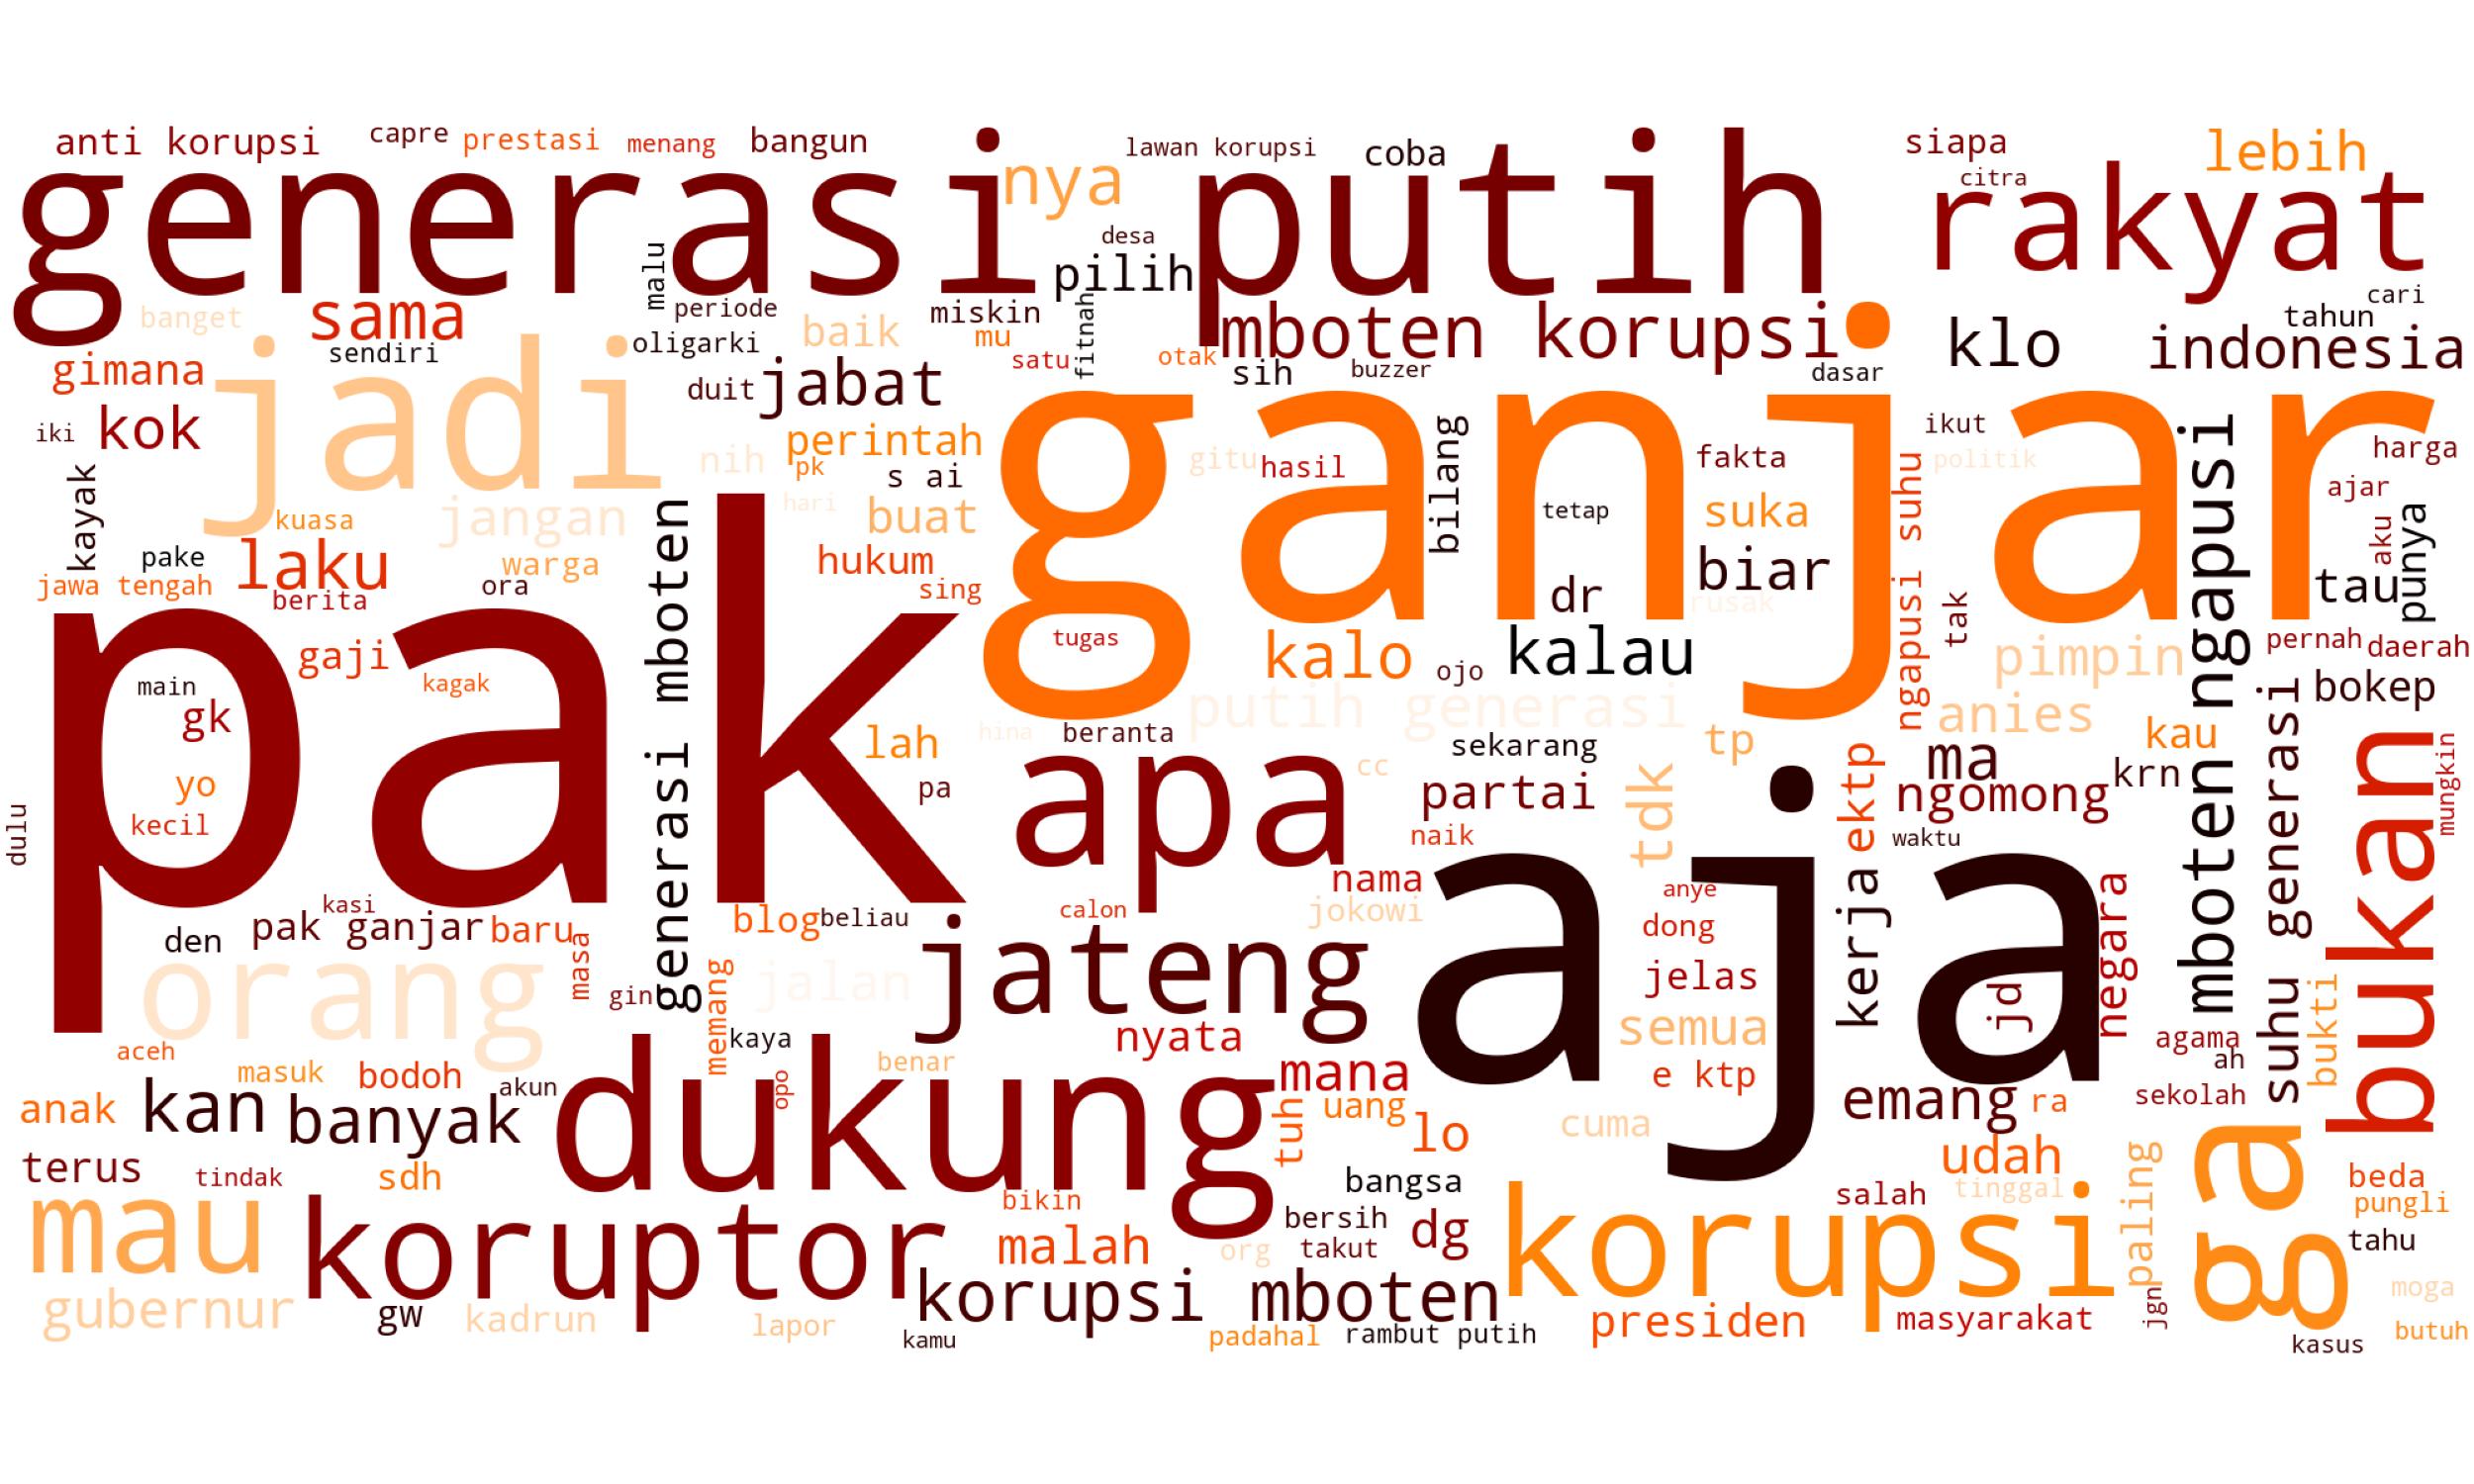 anti korupsi
capre
prestasi
menang
bangun
lawan korupsi
coba
siapa
lebih
citra
generasi
nya
putih
rakyat
desa
malu
pilih
banget
sama
periode
miskin
fitnah
mboten korupsi
cari
tahun
klo
indonesia
sendiri
oligarki
baik
mu
satu
otak
sih
buzzer
dasar
gimana
jadi
duit
jabat
iki
kok
perintah
nih
pk
s ai
ganjar
gitu
hasil
bilang
fakta
ikut
politik
harga
kayak
jangan
hari
buat
tetap
suka
ngapusi suhu
mboten ngapusi
ajar
kuasa
pake
laku
warga
hukum
biar
aku
punya
jawa tengah
berita
ora
sing
dr
rusak
tak
tau
pak
generasi mboten
gaji
tugas
kalo
ojo
kalau
pimpin
pernah
daerah
main
kagak
bokep
gk
putih generasi
anies
lah
hina
beranta
sekarang
tp
kau
suhu generasi
bukan
mungkin
yo
pa
apa
cc
partai
tdk
ektp
ma
ngomong
krn
dulu
kecil
naik
waktu
aja
kasi
nama
anye
kerja
negara
den
pak ganjar
baru
masa
blog
beliau
calon
jokowi
dong
orang
gin
memang
jalan
jateng
jelas
jd
bukti
aceh
kaya
nyata
semua
agama
ah
masuk
bodoh
akun
opo
benar
dukung
mana
e ktp
emang
ra
sekolah
anak
kan
banyak
tuh
uang
lo
cuma
ga
terus
tindak
sdh
bangsa
udah
paling
beda
mau
koruptor
bikin
bersih
dg
korupsi
salah
tinggal
pungli
malah
org
takut
tahu
gubernur
gw
kadrun
lapor
korupsi mboten
presiden
masyarakat
jgn
moga
kamu
padahal
rambut putih
kasus
butuh